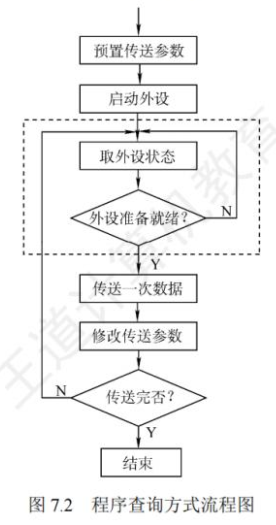 预置传送参数
启动外设
取外设状态
外设准备就绪?
N
Y
传送一次数据
修改传送参数
N
传送完否?
Y
结束
图 7.2 程序查询方式流程图
王道计算机教育